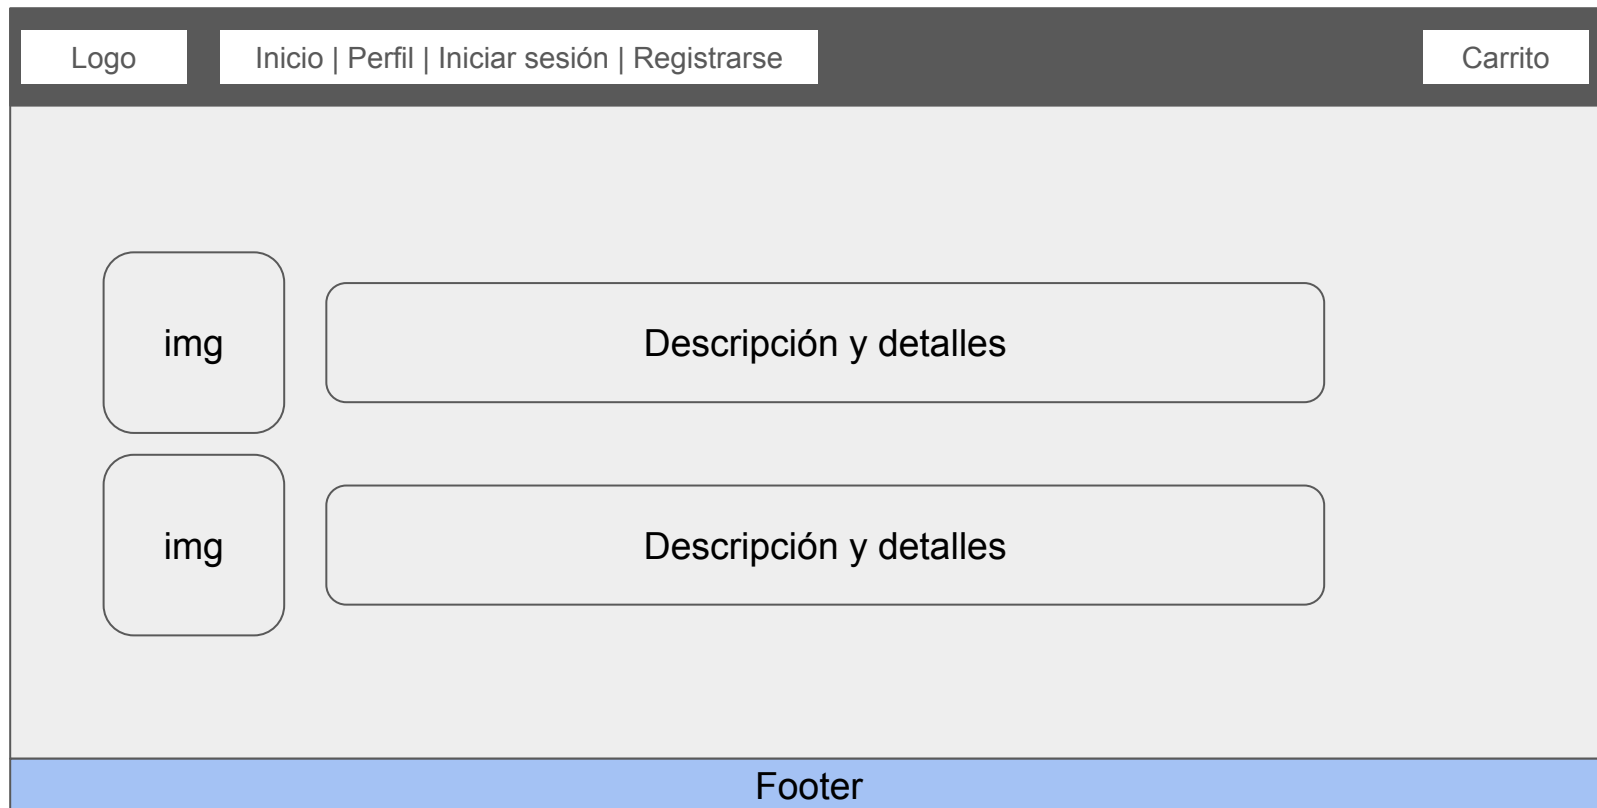 Logo
Inicio | Perfil | Iniciar sesión | Registrarse
Carrito
img
Descripción y detalles
img
Descripción y detalles
Footer